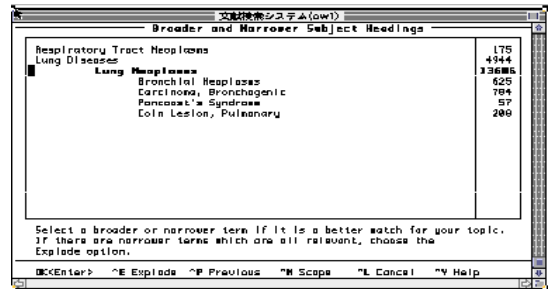 文献検索システム(ow1)
Broader and Narrower Subject Headings
Respiratory Tract Neoplasms 175
Lung Diseases 4944
Lung Neoplasms 13606
Bronchial Neoplasms 625
Carcinoma, Bronchogenic 704
Pancoast's Syndrome 57
Coin Lesion, Pulmonary 208
Select a broader or narrower term if it is a better match for your topic.
If there are narrower terms which are all relevant, choose the
Explode option.
OK<Enter> ^E Explode ^P Previous ^N Scope ^L Cancel ^Y Help